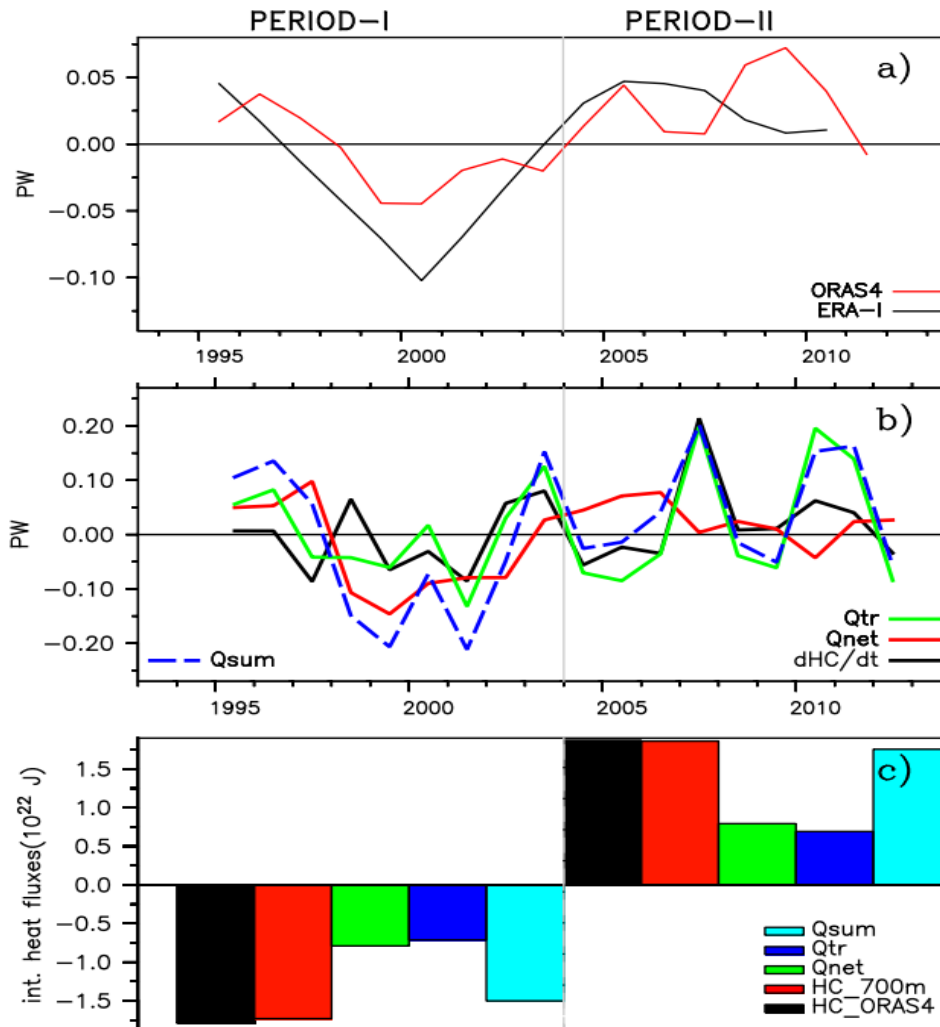 PERIOD-I PERIOD-II
a)
0.05
0.00
-0.05
-0.10
PW
ORAS4
ERA-I
1995 2000 2005 2010
b)
0.20
0.10
0.00
-0.10
-0.20
PW
Qtr
Qnet
dHC/dt
Qsum
1995 2000 2005 2010
c)
1.5
1.0
0.5
0.0
-0.5
-1.0
-1.5
int. heat fluxes(10²² J)
Qsum
Qtr
Qnet
HC_700m
HC_ORAS4